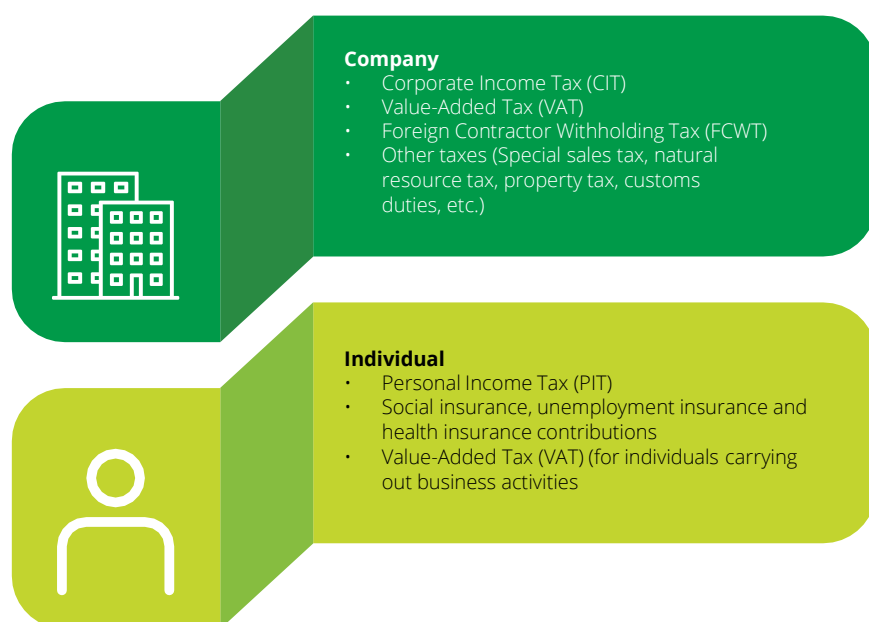 Company
· Corporate Income Tax (CIT)
· Value-Added Tax (VAT)
· Foreign Contractor Withholding Tax (FCWT)
· Other taxes (Special sales tax, natural
resource tax, property tax, customs
duties, etc.)
Individual
· Personal Income Tax (PIT)
· Social insurance, unemployment insurance and
health insurance contributions
· Value-Added Tax (VAT) (for individuals carrying
out business activities